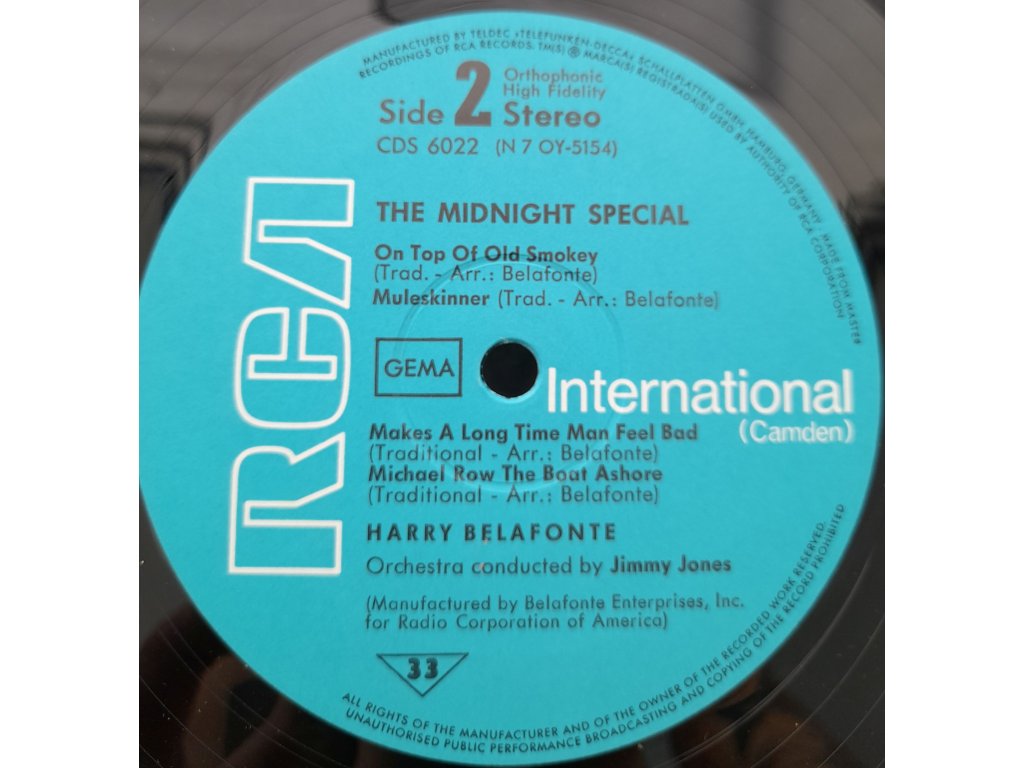 MANUFACTURED BY TELDEC »TELEFUNKEN-DECCA« SCHALLPLATTEN GMBH, HAMBURG, GERMANY · MADE FROM MASTER
RECORDINGS OF RCA RECORDS. TM(S) ® MARCA(S) REGISTRADA(S) USED BY AUTHORITY OF RCA CORPORATION
Side 2 Orthophonic
High Fidelity
Stereo
CDS 6022 (N 7 OY-5154)
THE MIDNIGHT SPECIAL
On Top Of Old Smokey
(Trad. - Arr.: Belafonte)
Muleskinner (Trad. - Arr.: Belafonte)
RCA
GEMA
International
(Camden)
Makes A Long Time Man Feel Bad
(Traditional - Arr.: Belafonte)
Michael Row The Boat Ashore
(Traditional - Arr.: Belafonte)
HARRY BELAFONTE
Orchestra conducted by Jimmy Jones
(Manufactured by Belafonte Enterprises, Inc.
for Radio Corporation of America)
33
ALL RIGHTS OF THE MANUFACTURER AND OF THE OWNER OF THE RECORDED WORK RESERVED.
UNAUTHORISED PUBLIC PERFORMANCE BROADCASTING AND COPYING OF THE RECORD PROHIBITED